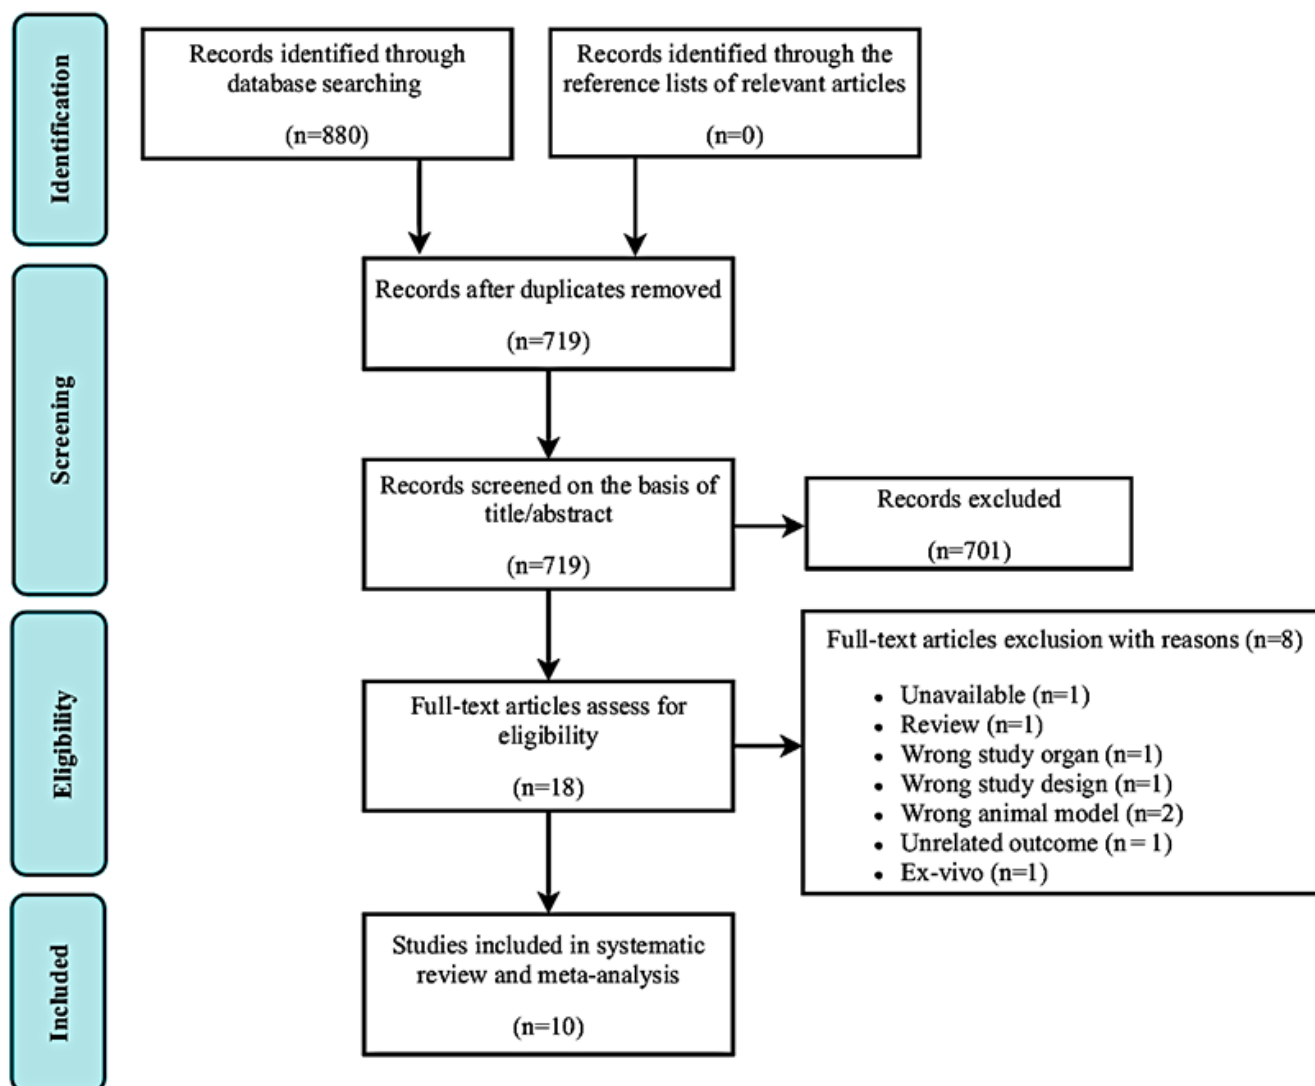 Identification
Records identified through
database searching
(n=880)
Records identified through the
reference lists of relevant articles
(n=0)
Screening
Records after duplicates removed
(n=719)
Records screened on the basis of
title/abstract
(n=719)
Records excluded
(n=701)
Eligibility
Full-text articles assess for
eligibility
(n=18)
Full-text articles exclusion with reasons (n=8)
• Unavailable (n=1)
• Review (n=1)
• Wrong study organ (n=1)
• Wrong study design (n=1)
• Wrong animal model (n=2)
• Unrelated outcome (n = 1)
• Ex-vivo (n=1)
Included
Studies included in systematic
review and meta-analysis
(n=10)